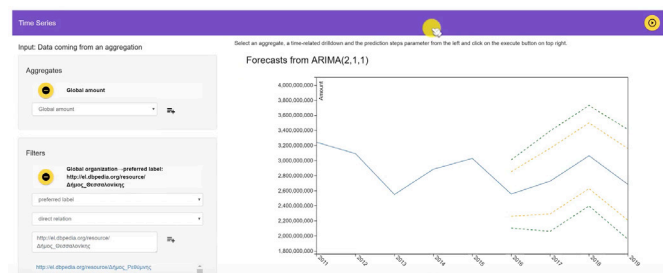 Time Series
Input: Data coming from an aggregation
Aggregates
Global amount
Global amount
Filters
Global organization→preferred label:
http://el.dbpedia.org/resource/
Δήμος_Θεσσαλονίκης
preferred label
direct relation
http://el.dbpedia.org/resource/
Δήμος_Θεσσαλονίκης
http://el.dbpedia.org/resource/Δήμος_Ρεθύμνης
Select an aggregate, a time-related drilldown and the prediction steps parameter from the left and click on the execute button on top right.
Forecasts from ARIMA(2,1,1)
Amount
4,000,000,000
3,800,000,000
3,600,000,000
3,400,000,000
3,200,000,000
3,000,000,000
2,800,000,000
2,600,000,000
2,400,000,000
2,200,000,000
2,000,000,000
1,800,000,000
2011
2012
2013
2014
2015
2016
2017
2018
2019